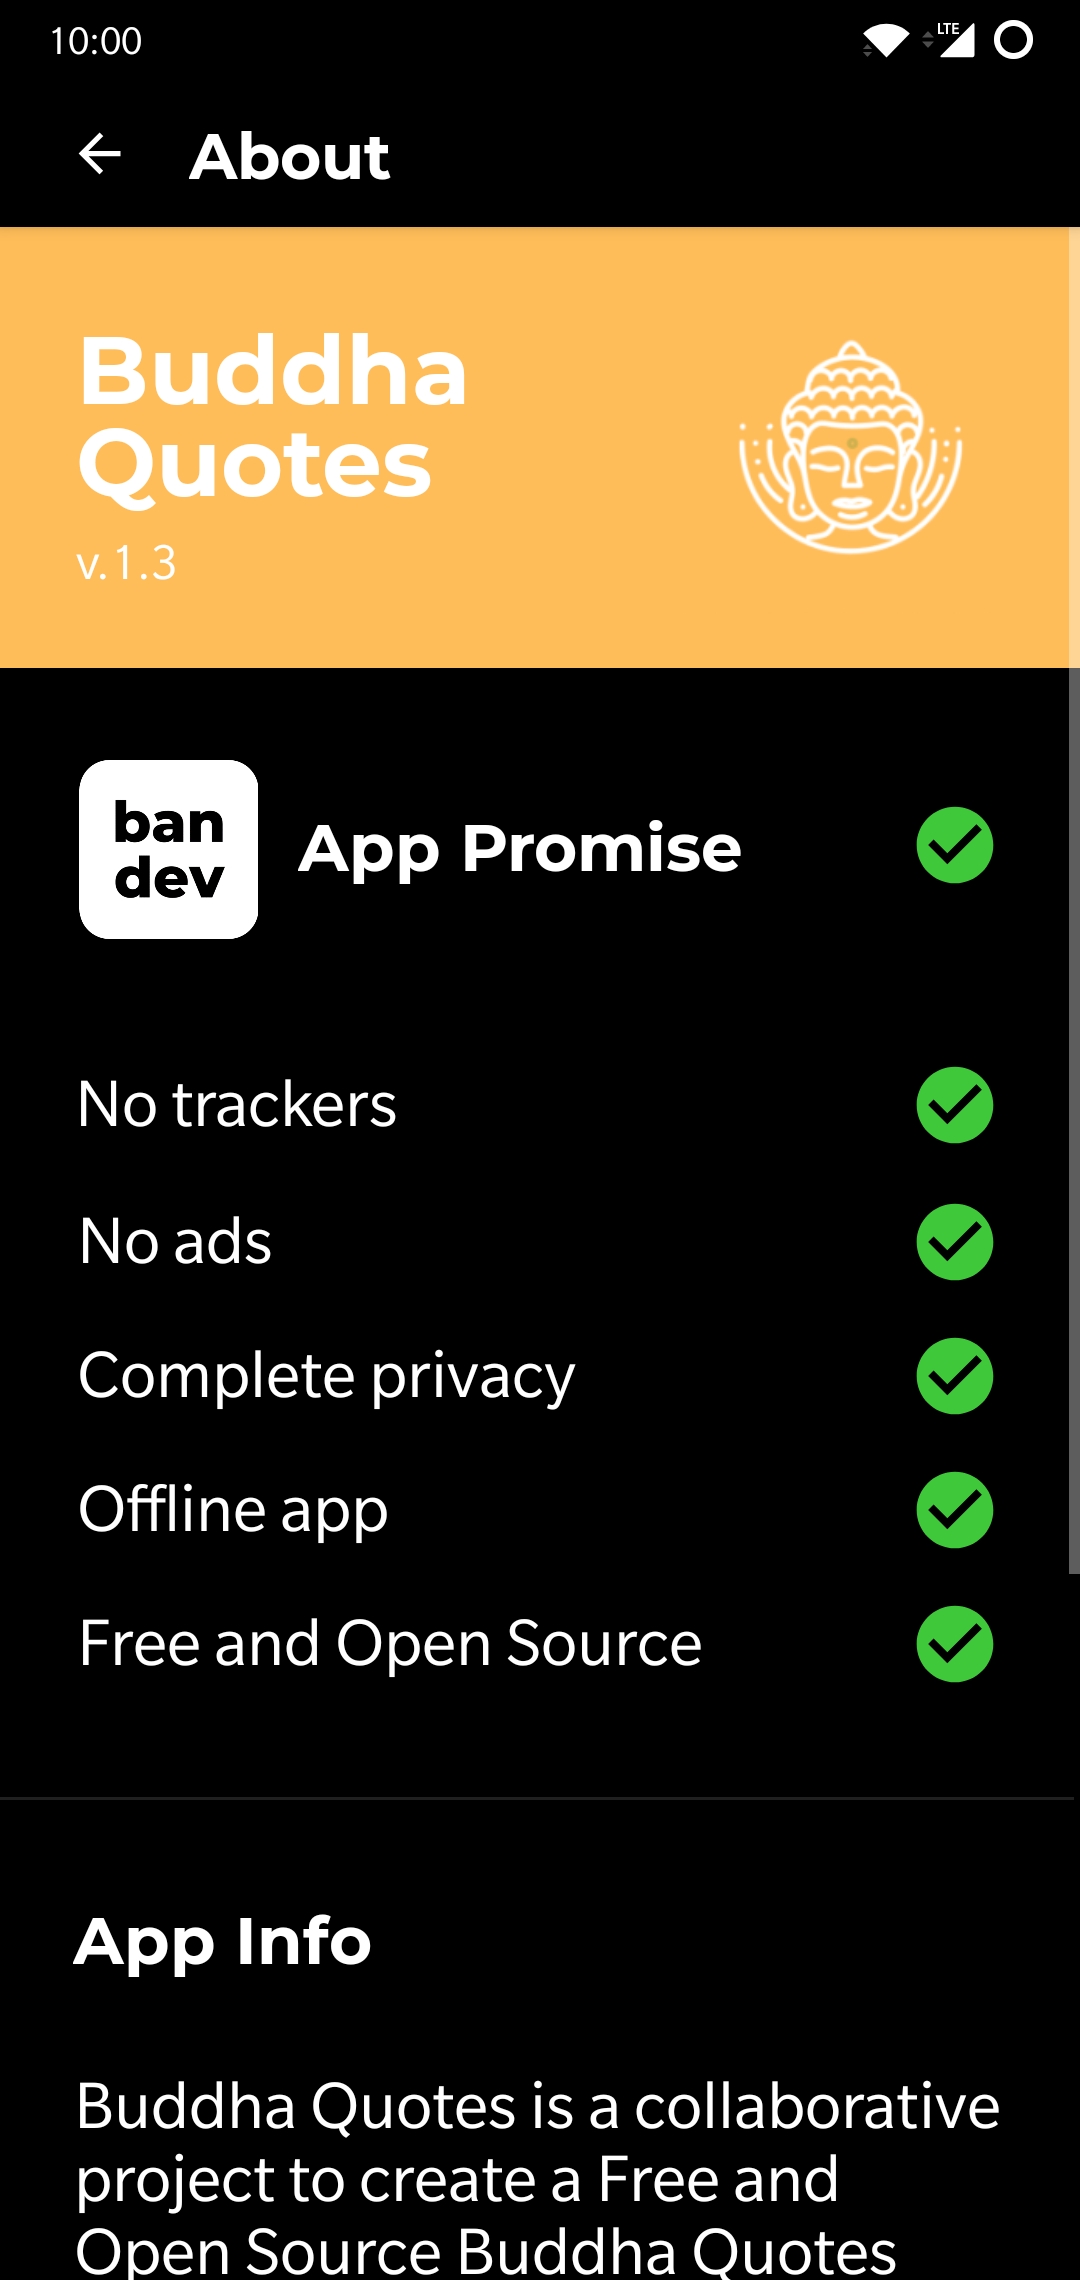 10:00
LTE
About
Buddha
Quotes
v.1.3
ban
dev
App Promise
No trackers
No ads
Complete privacy
Offline app
Free and Open Source
App Info
Buddha Quotes is a collaborative
project to create a Free and
Open Source Buddha Quotes